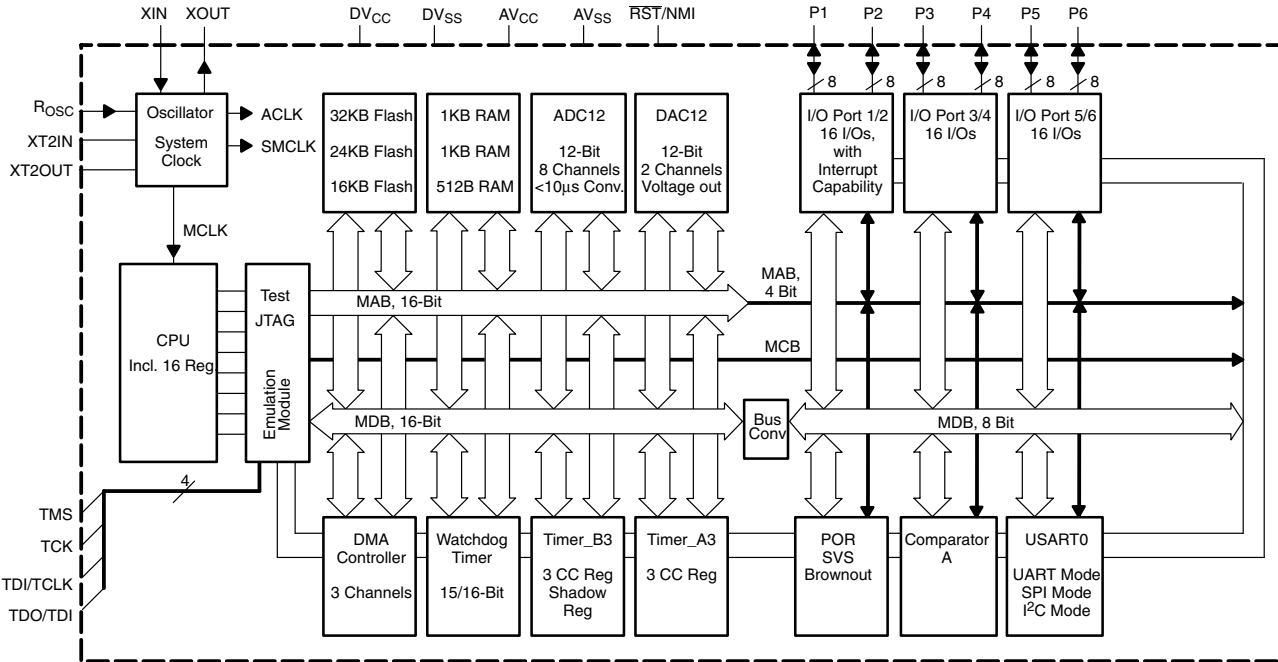 XIN
XOUT
DVCC
DVSS
AVCC
AVSS
RST/NMI
P1
P2
P3
P4
P5
P6
8
8
8
8
8
8
ROSC
XT2IN
XT2OUT
Oscillator
System
Clock
ACLK
SMCLK
MCLK
32KB Flash
24KB Flash
16KB Flash
1KB RAM
1KB RAM
512B RAM
ADC12
12-Bit
8 Channels
<10μs Conv.
DAC12
12-Bit
2 Channels
Voltage out
I/O Port 1/2
16 I/Os,
with
Interrupt
Capability
I/O Port 3/4
16 I/Os
I/O Port 5/6
16 I/Os
CPU
Incl. 16 Reg.
Test
JTAG
Emulation
Module
MAB, 16-Bit
MAB,
4 Bit
MCB
MDB, 16-Bit
Bus
Conv
MDB, 8 Bit
4
TMS
TCK
TDI/TCLK
TDO/TDI
DMA
Controller
3 Channels
Watchdog
Timer
15/16-Bit
Timer_B3
3 CC Reg
Shadow
Reg
Timer_A3
3 CC Reg
POR
SVS
Brownout
Comparator
A
USART0
UART Mode
SPI Mode
I²C Mode